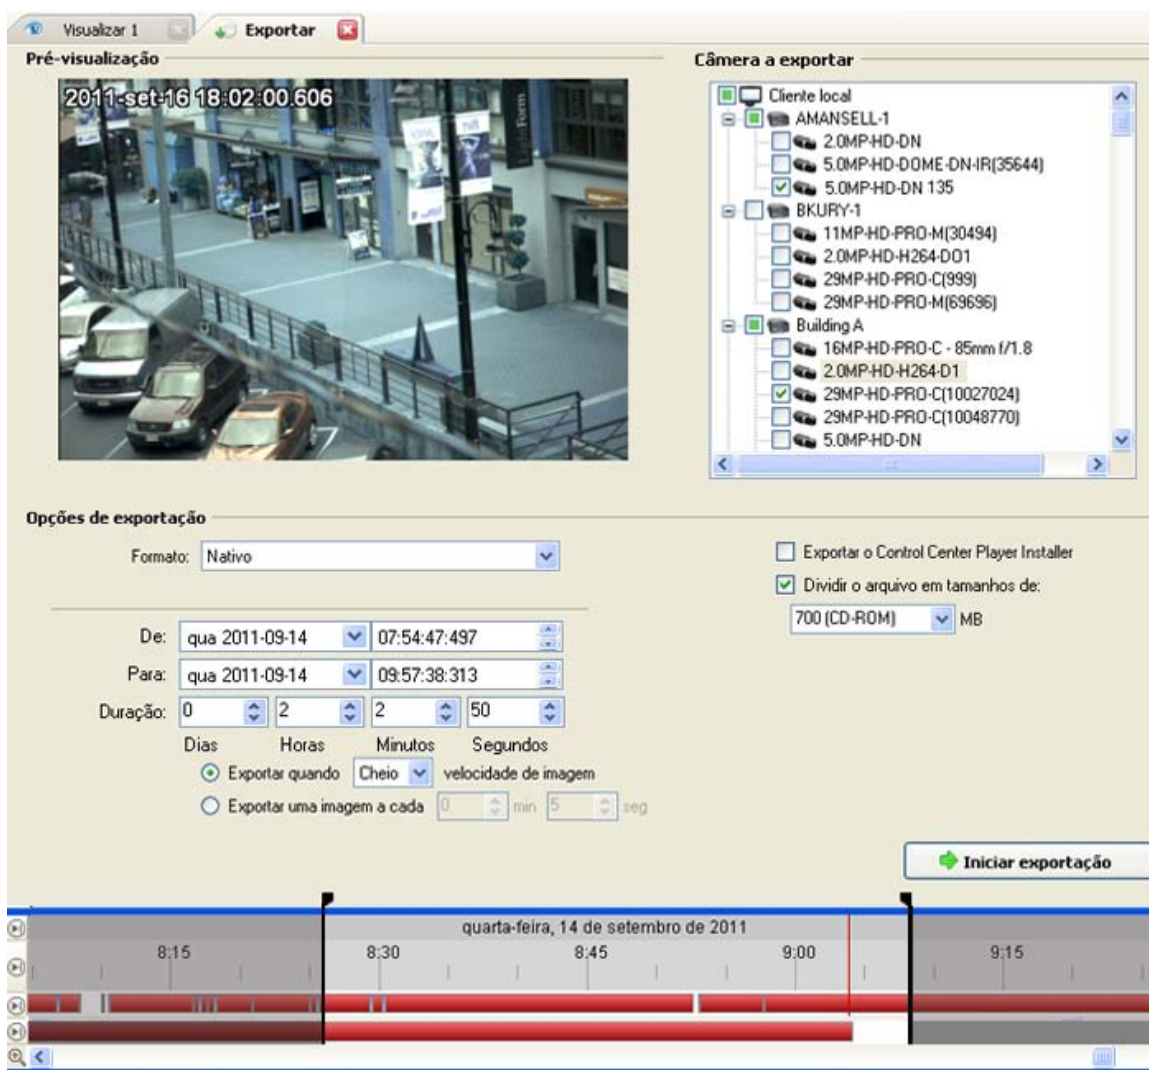 Visualizar 1
Exportar
Pré-visualização
2011-set-16 18:02:00.606
Form
Câmera a exportar
Cliente local
AMANSELL-1
2.0MP-HD-DN
5.0MP-HD-DOME-DN-IR(35644)
5.0MP-HD-DN 135
BKURY-1
11MP-HD-PRO-M(30494)
2.0MP-HD-H264-DO1
29MP-HD-PRO-C(999)
29MP-HD-PRO-M(69696)
Building A
16MP-HD-PRO-C - 85mm f/1.8
2.0MP-HD-H264-D1
29MP-HD-PRO-C(10027024)
29MP-HD-PRO-C(10048770)
5.0MP-HD-DN
Opções de exportação
Formato: Nativo
Exportar o Control Center Player Installer
Dividir o arquivo em tamanhos de:
700 (CD-ROM) MB
De: qua 2011-09-14 07:54:47:497
Para: qua 2011-09-14 09:57:38:313
Duração: 0 2 2 50
Dias Horas Minutos Segundos
Exportar quando Cheio velocidade de imagem
Exportar uma imagem a cada 0 min 5 seg
Iniciar exportação
quarta-feira, 14 de setembro de 2011
8:15 8:30 8:45 9:00 9:15